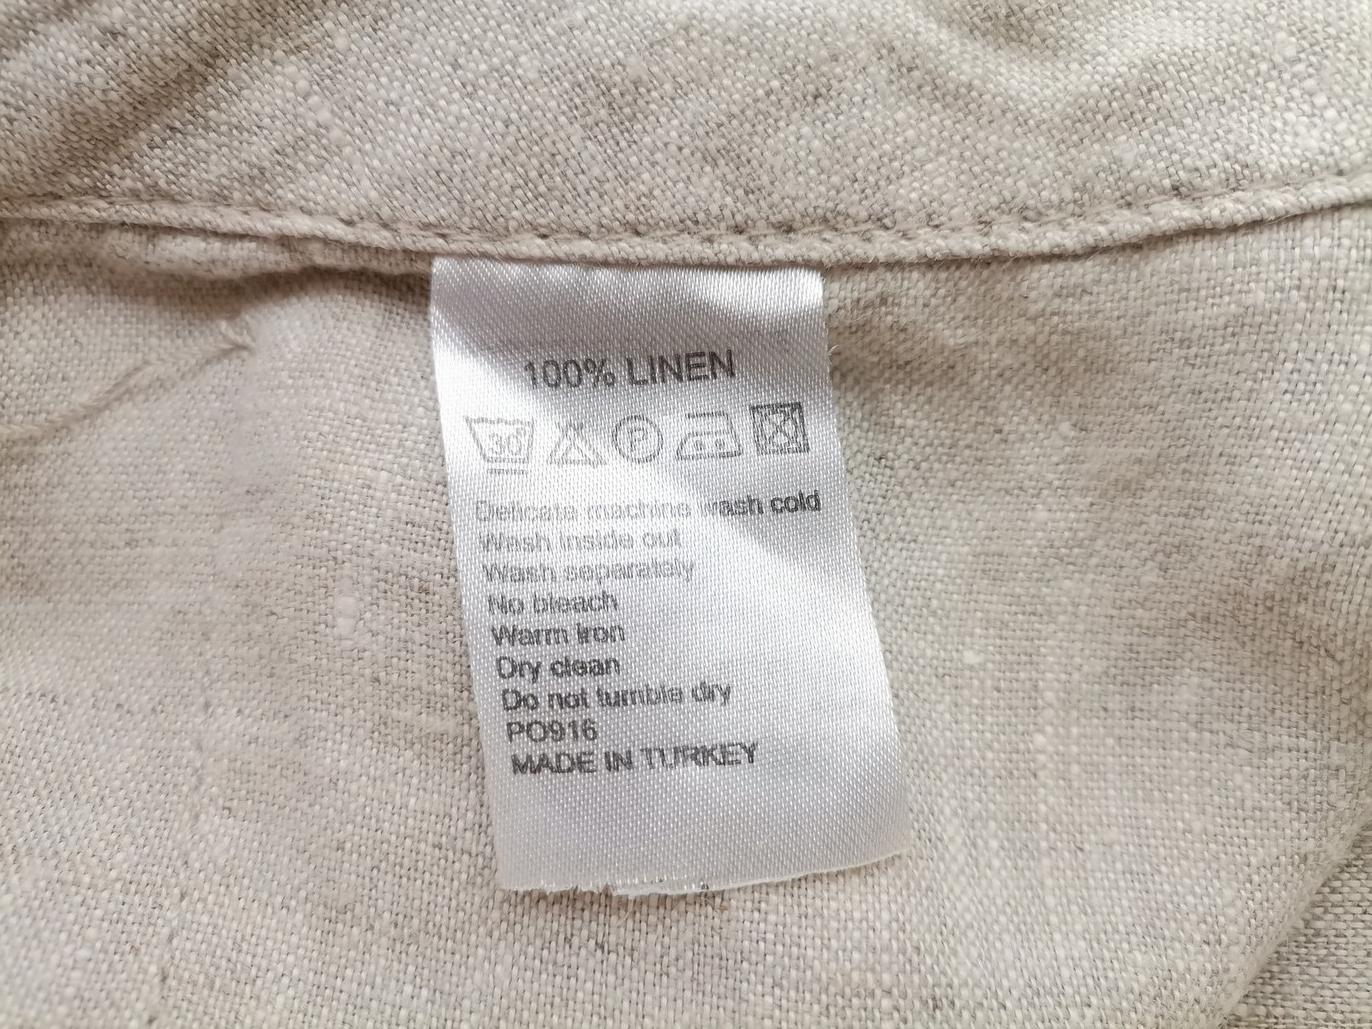 100% LINEN
30° P
Delicate machine wash cold
Wash inside out
Wash separately
No bleach
Warm iron
Dry clean
Do not tumble dry
PO916
MADE IN TURKEY